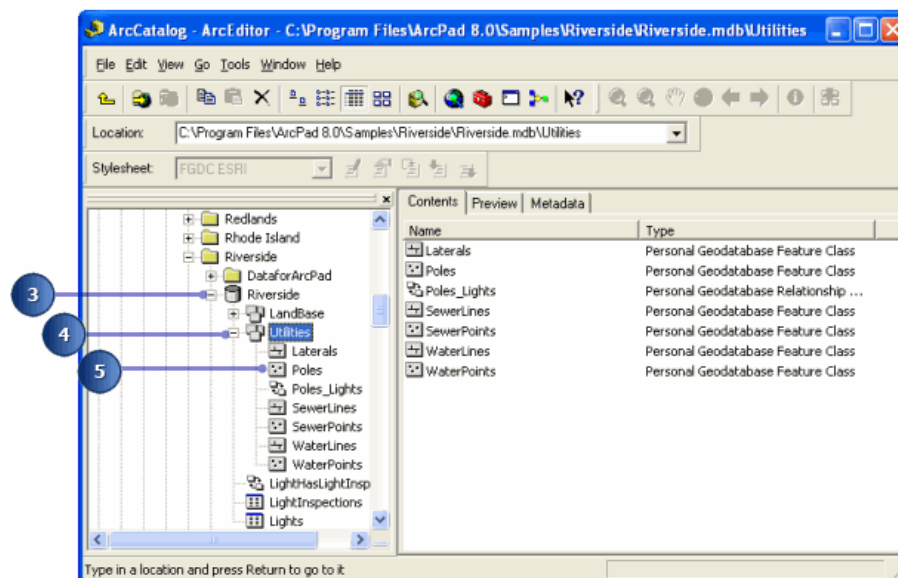 ArcCatalog - ArcEditor - C:\Program Files\ArcPad 8.0\Samples\Riverside\Riverside.mdb\Utilities
File Edit View Go Tools Window Help
Location: C:\Program Files\ArcPad 8.0\Samples\Riverside\Riverside.mdb\Utilities
Stylesheet: FGDC ESRI
Redlands
Rhode Island
Riverside
DataforArcPad
3 Riverside
LandBase
4 Utilities
Laterals
5 Poles
Poles_Lights
SewerLines
SewerPoints
WaterLines
WaterPoints
LightHasLightInsp
LightInspections
Lights
Contents Preview Metadata
Name Type
Laterals Personal Geodatabase Feature Class
Poles Personal Geodatabase Feature Class
Poles_Lights Personal Geodatabase Relationship ...
SewerLines Personal Geodatabase Feature Class
SewerPoints Personal Geodatabase Feature Class
WaterLines Personal Geodatabase Feature Class
WaterPoints Personal Geodatabase Feature Class
Type in a location and press Return to go to it